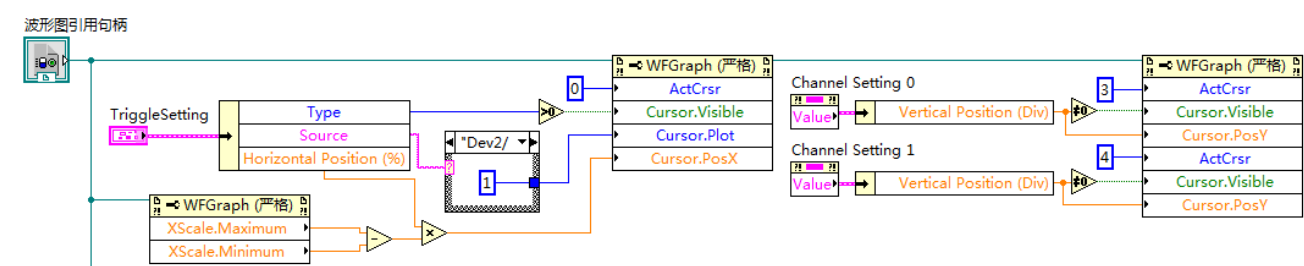 波形图引用句柄
TriggleSetting
Type
Source
Horizontal Position (%)
WFGraph (严格)
XScale.Maximum
XScale.Minimum
"Dev2/
1
>0
0
WFGraph (严格)
ActCrsr
Cursor.Visible
Cursor.Plot
Cursor.PosX
Channel Setting 0
Value
Vertical Position (Div)
≠0
3
Channel Setting 1
Value
Vertical Position (Div)
≠0
4
WFGraph (严格)
ActCrsr
Cursor.Visible
Cursor.PosY
ActCrsr
Cursor.Visible
Cursor.PosY